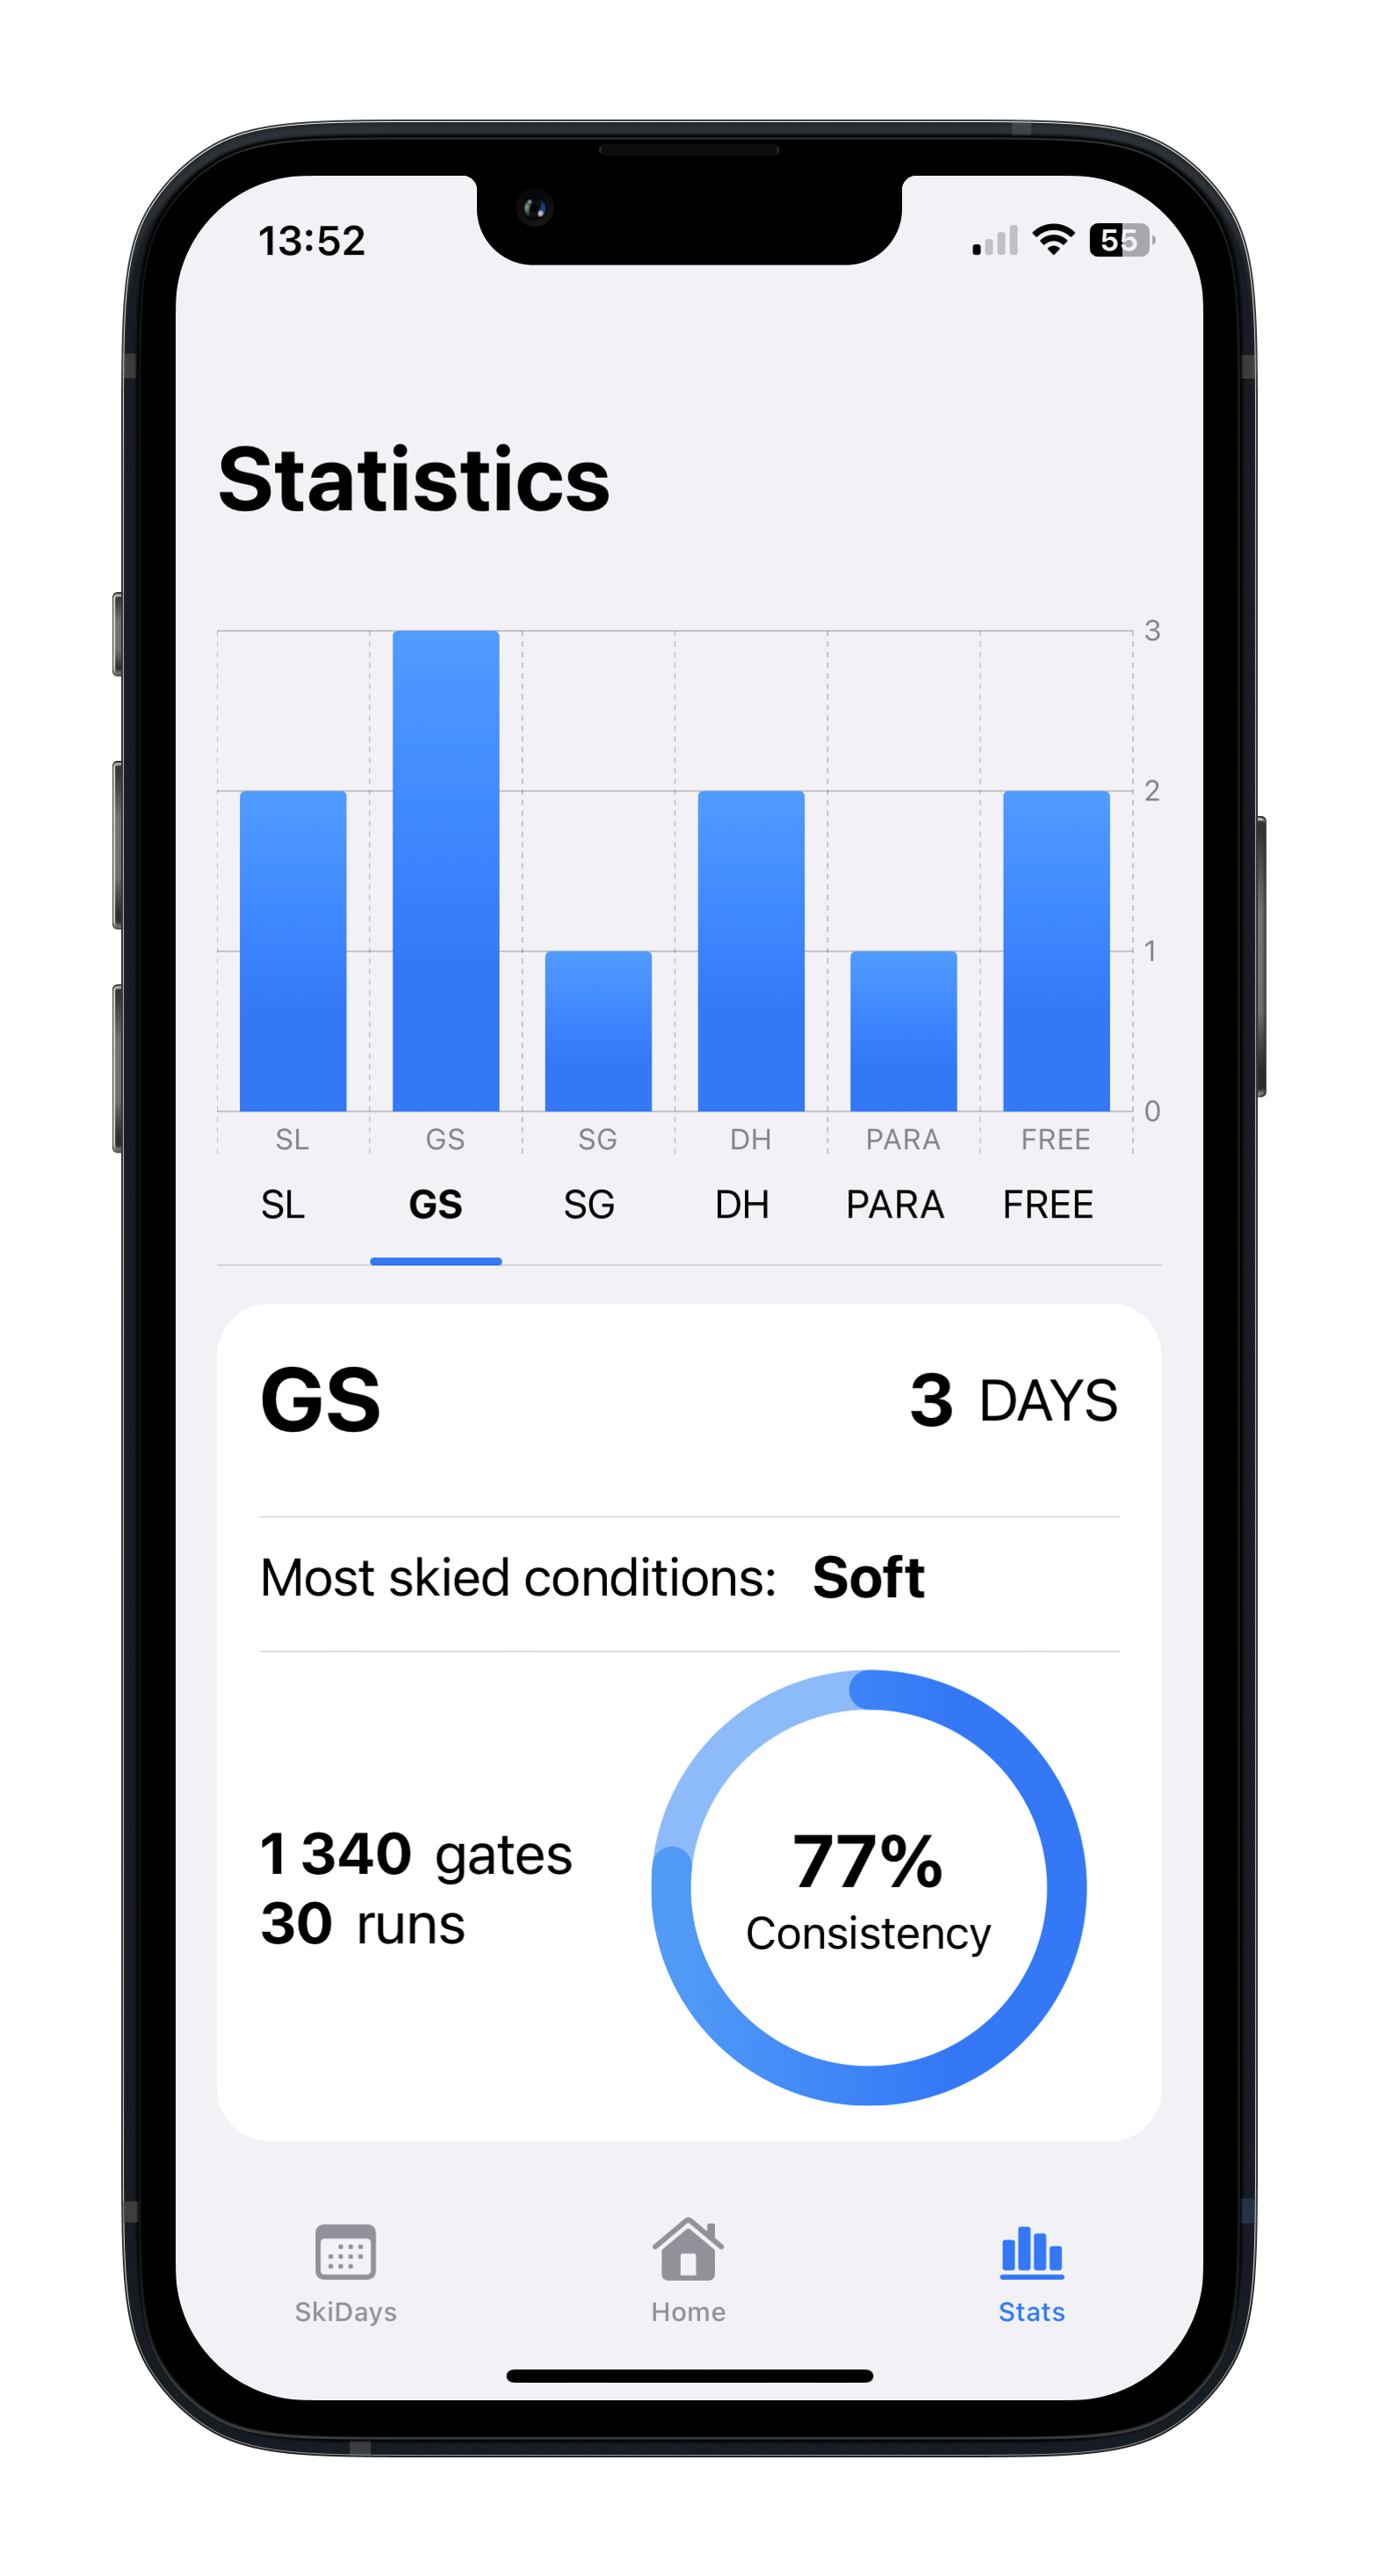 13:52 55
Statistics
3
2
1
0
SL GS SG DH PARA FREE
SL GS SG DH PARA FREE
GS 3 DAYS
Most skied conditions: Soft
1 340 gates
30 runs
77%
Consistency
SkiDays Home Stats